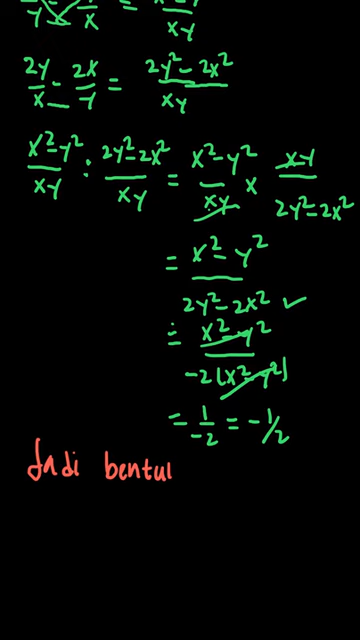 2y/x - 2x/y = (2y² - 2x²)/xy
(x² - y²)/xy : (2y² - 2x²)/xy = (x² - y²)/xy × xy/(2y² - 2x²)
= (x² - y²)/(2y² - 2x²) ✓
= (x² - y²)/(-2(x² - y²))
= 1/-2 = -1/2
Jadi bentul